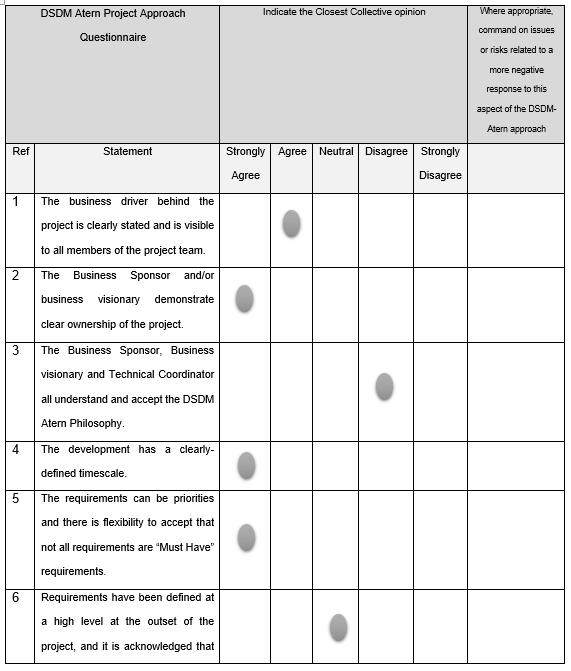 DSDM Atern Project Approach
Questionnaire
Indicate the Closest Collective opinion
Where appropriate,
command on issues
or risks related to a
more negative
response to this
aspect of the DSDM-
Atern approach
Ref
Statement
Strongly
Agree
Agree
Neutral
Disagree
Strongly
Disagree
1
The business driver behind the
project is clearly stated and is visible
to all members of the project team.
2
The Business Sponsor and/or
business visionary demonstrate
clear ownership of the project.
3
The Business Sponsor, Business
visionary and Technical Coordinator
all understand and accept the DSDM
Atern Philosophy.
4
The development has a clearly-
defined timescale.
5
The requirements can be priorities
and there is flexibility to accept that
not all requirements are “Must Have”
requirements.
6
Requirements have been defined at
a high level at the outset of the
project, and it is acknowledged that